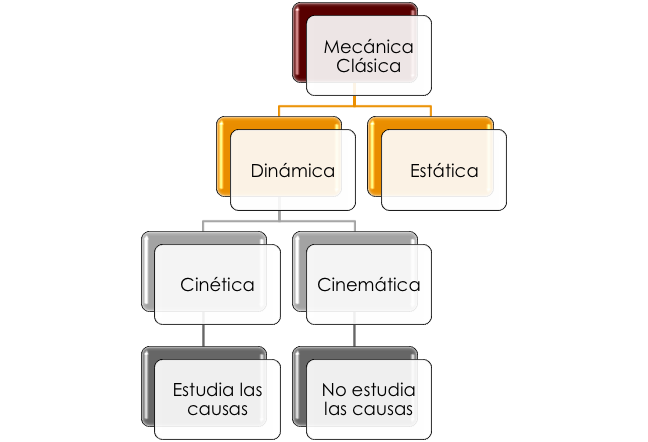 Mecánica
Clásica
Dinámica
Estática
Cinética
Cinemática
Estudia las
causas
No estudia
las causas